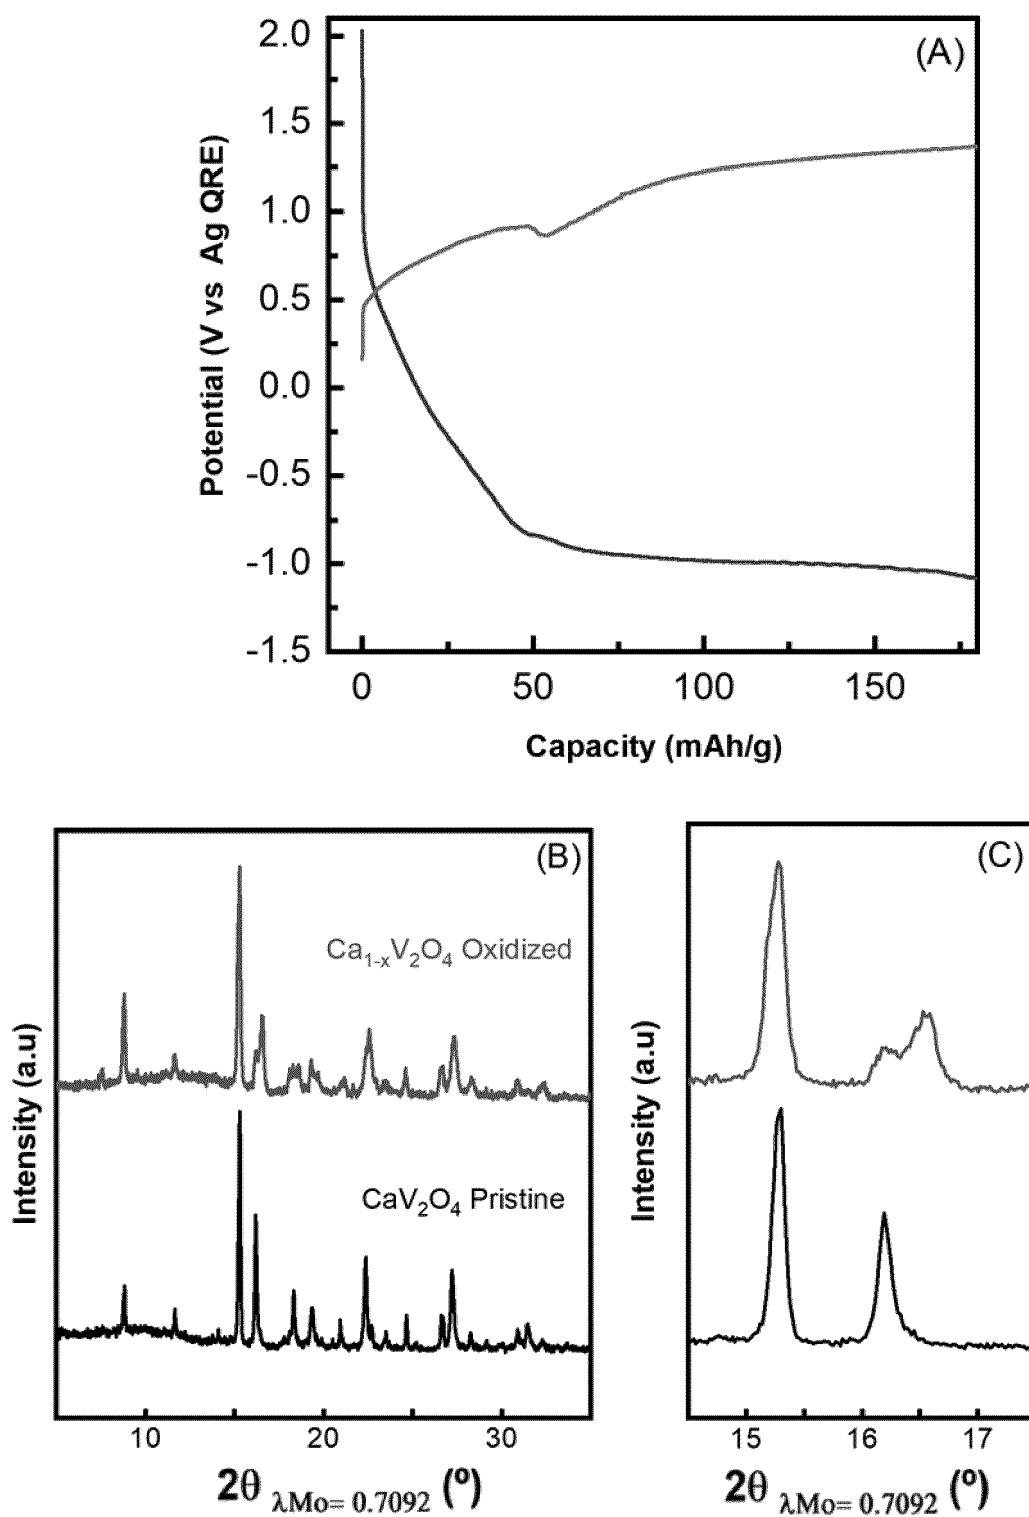 (A)
2.0
1.5
1.0
0.5
0.0
-0.5
-1.0
-1.5
Potential (V vs Ag QRE)
0 50 100 150
Capacity (mAh/g)
(B)
Ca₁₋ₓV₂O₄ Oxidized
CaV₂O₄ Pristine
Intensity (a.u)
10 20 30
2θ λMo= 0.7092 (º)
(C)
Intensity (a.u)
15 16 17
2θ λMo= 0.7092 (º)